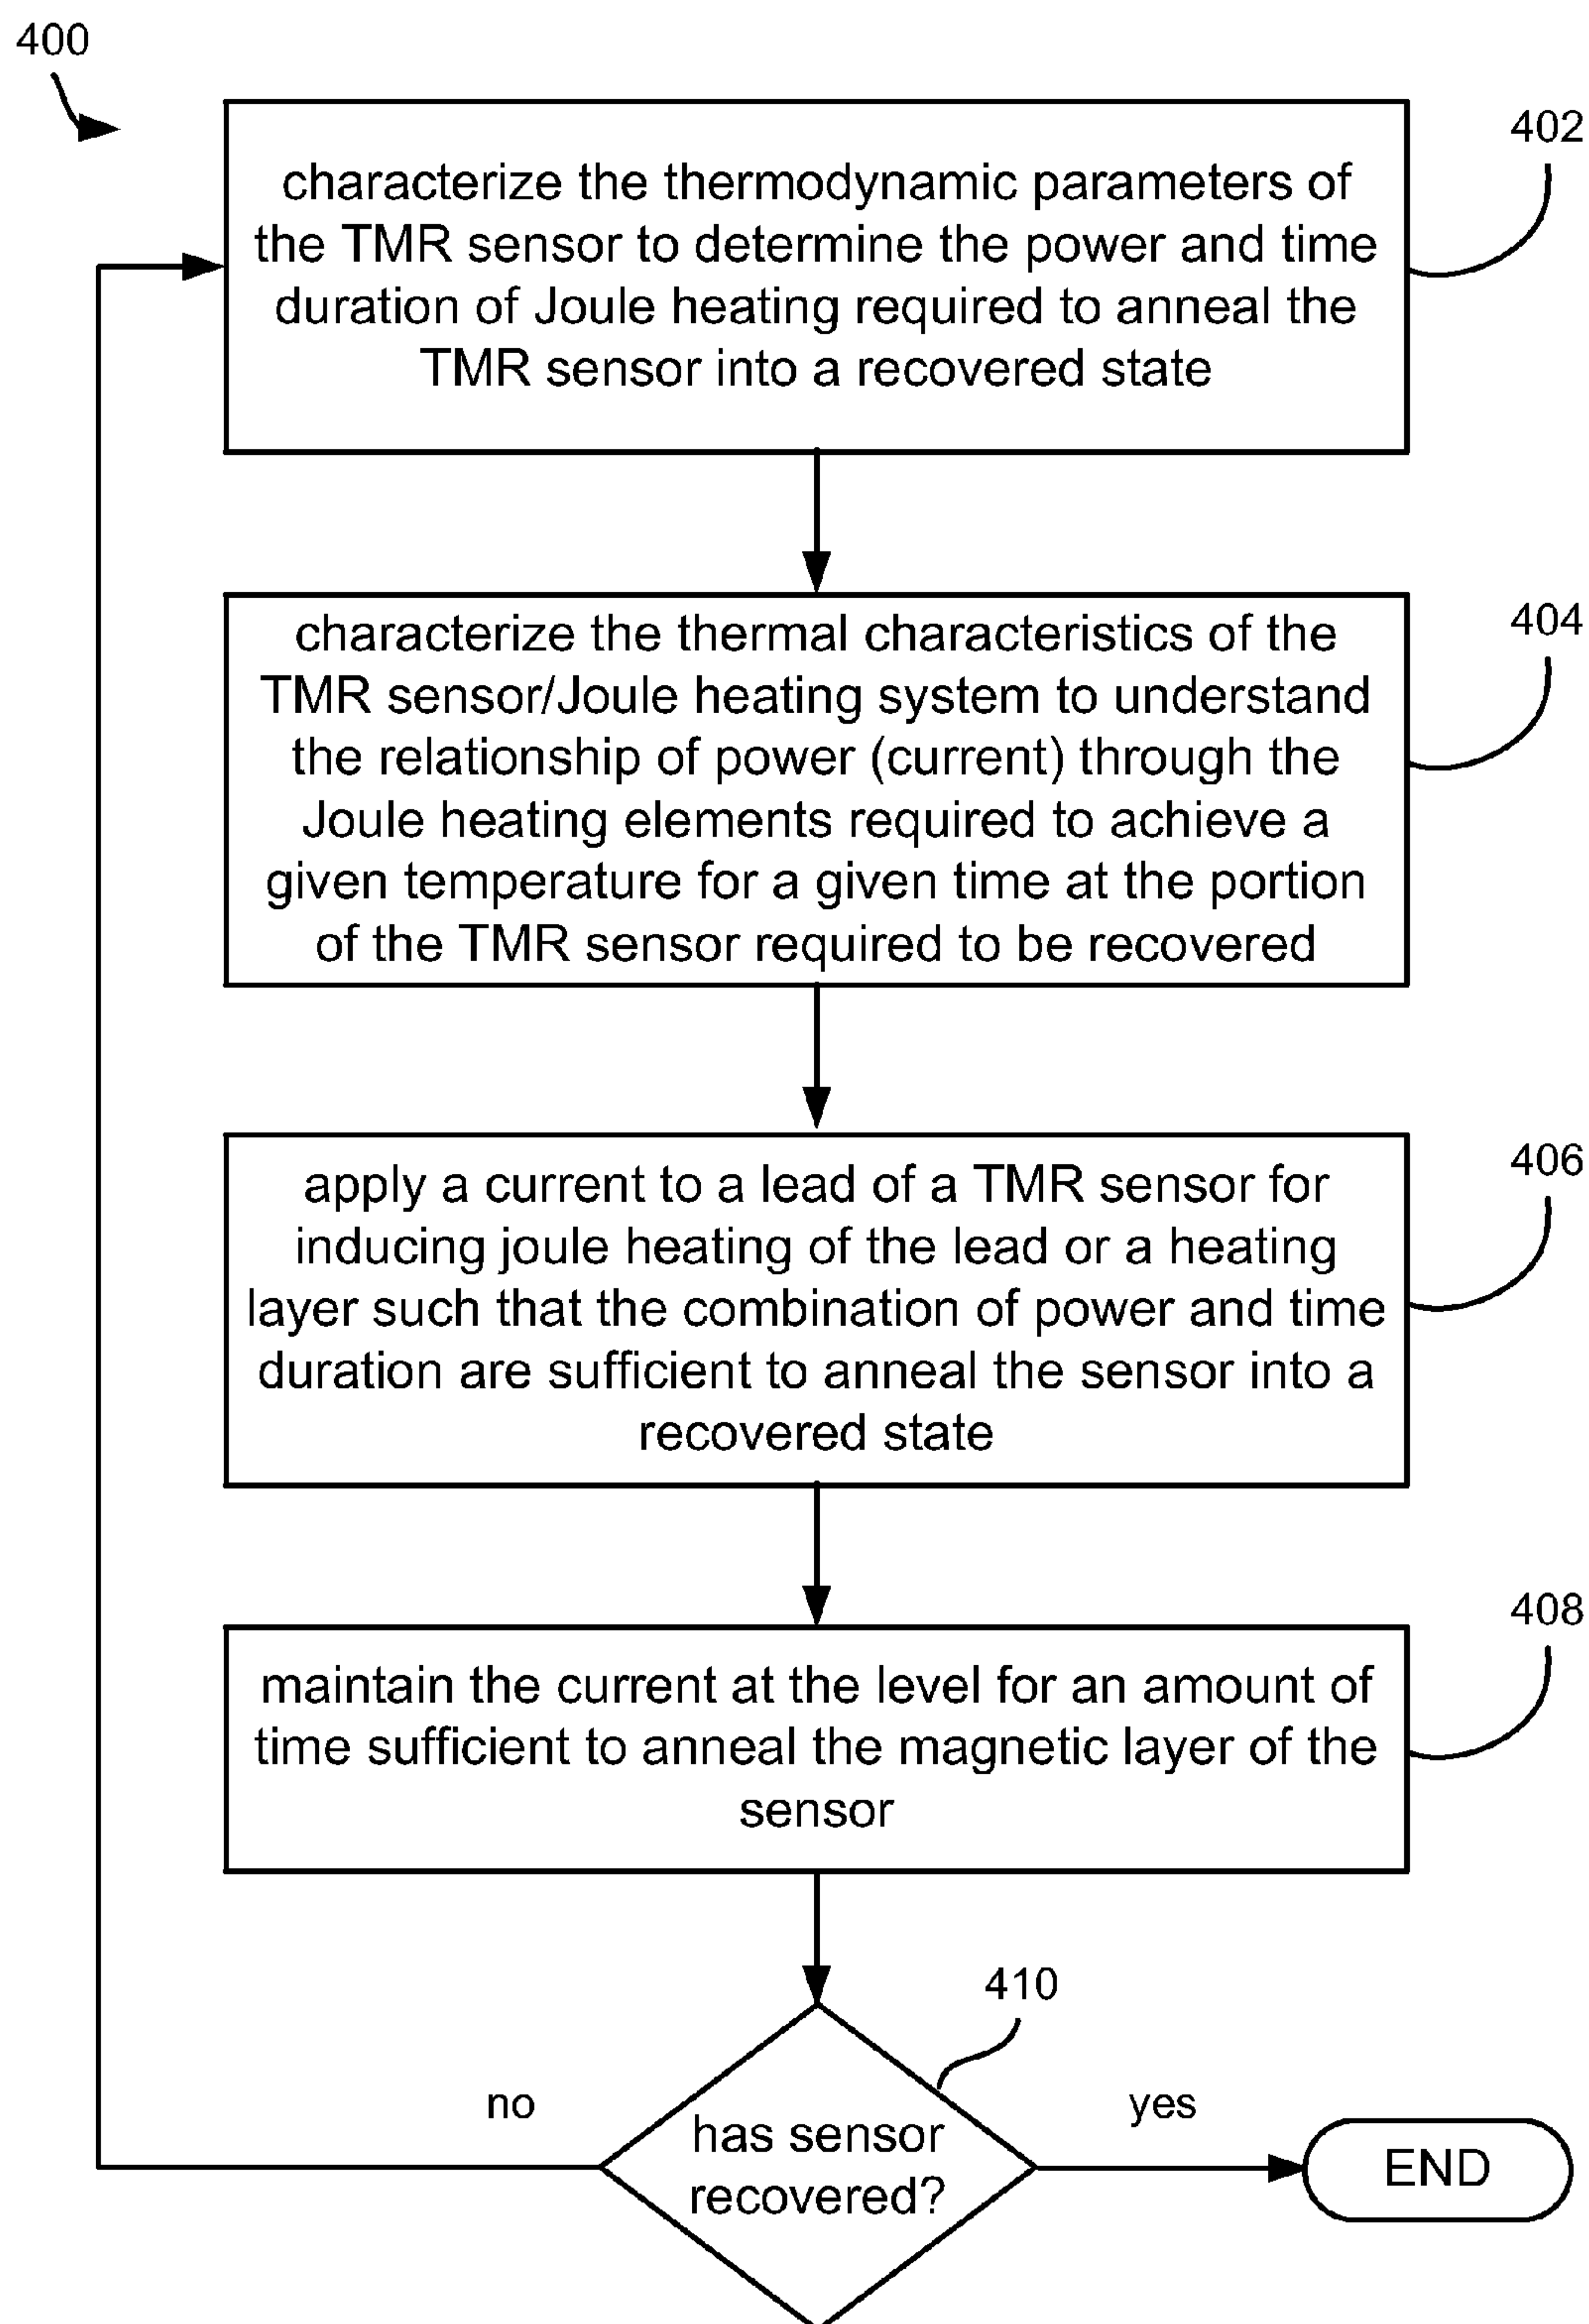 400
402
characterize the thermodynamic parameters of
the TMR sensor to determine the power and time
duration of Joule heating required to anneal the
TMR sensor into a recovered state
404
characterize the thermal characteristics of the
TMR sensor/Joule heating system to understand
the relationship of power (current) through the
Joule heating elements required to achieve a
given temperature for a given time at the portion
of the TMR sensor required to be recovered
406
apply a current to a lead of a TMR sensor for
inducing joule heating of the lead or a heating
layer such that the combination of power and time
duration are sufficient to anneal the sensor into a
recovered state
408
maintain the current at the level for an amount of
time sufficient to anneal the magnetic layer of the
sensor
410
no
yes
has sensor
recovered?
END